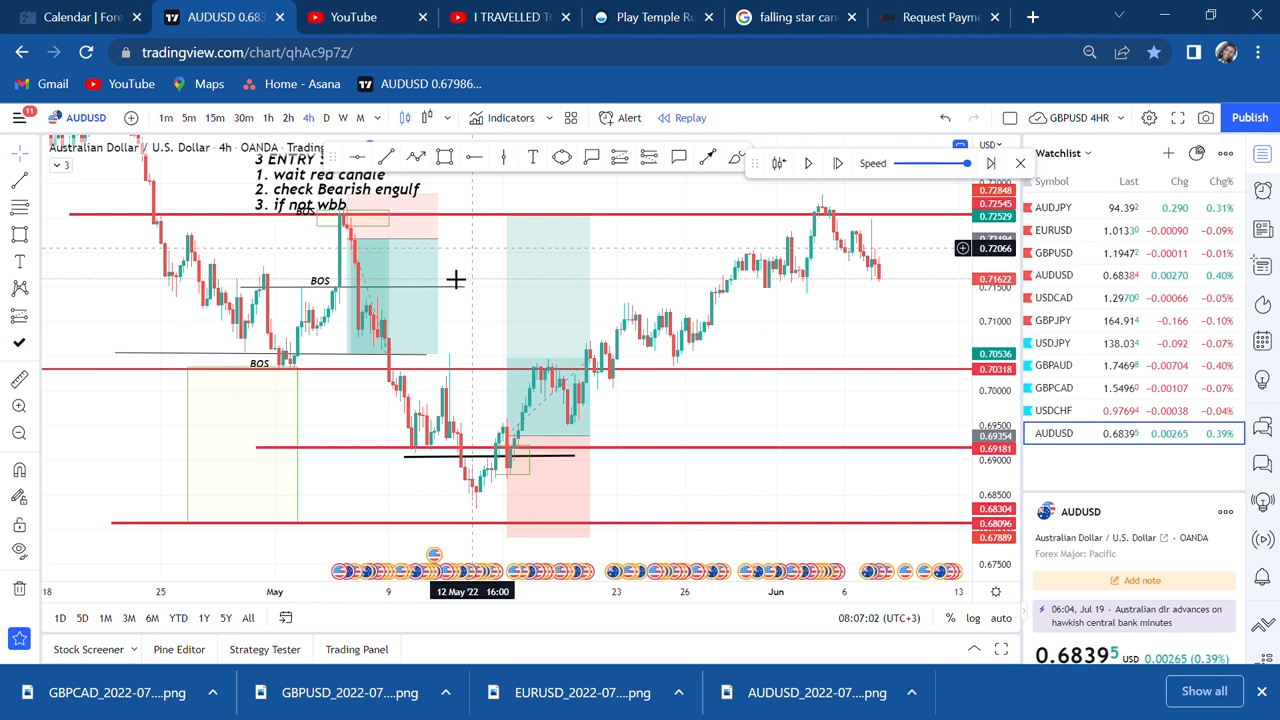 Calendar | Fore
AUDUSD 0.683
YouTube
I TRAVELLED TO
Play Temple Ru
falling star can
Request Payme
tradingview.com/chart/qhAc9p7z/
Gmail
YouTube
Maps
Home - Asana
AUDUSD 0.67986...
11
AUDUSD
1m 5m 15m 30m 1h 2h 4h D W M
Indicators
Alert
Replay
GBPUSD 4HR
Publish
Australian Dollar / U.S. Dollar · 4h · OANDA · Trading
3
3 ENTRY
1. wait red candle
2. check Bearish engulf
3. if not wbb
BOS
BOS
BOS
Speed
USD
0.72848
0.72545
0.72529
0.72194
0.72066
0.71622
0.71500
0.71000
0.70536
0.70318
0.70000
0.69500
0.69354
0.69181
0.69000
0.68500
0.68304
0.68096
0.67889
0.67500
18 25 May 9 12 May '22 16:00 23 26 Jun 6 13
1D 5D 1M 3M 6M YTD 1Y 5Y All
08:07:02 (UTC+3)
% log auto
Stock Screener
Pine Editor
Strategy Tester
Trading Panel
Watchlist
Symbol Last Chg Chg%
AUDJPY 94.392 0.290 0.31%
EURUSD 1.01330 −0.00090 −0.09%
GBPUSD 1.19472 −0.00011 −0.01%
AUDUSD 0.68384 0.00270 0.40%
USDCAD 1.29700 −0.00066 −0.05%
GBPJPY 164.914 −0.166 −0.10%
USDJPY 138.034 −0.092 −0.07%
GBPAUD 1.74698 −0.00704 −0.40%
GBPCAD 1.54960 −0.00107 −0.07%
USDCHF 0.97694 −0.00038 −0.04%
AUDUSD 0.68395 0.00265 0.39%
AUDUSD
Australian Dollar / U.S. Dollar · OANDA
Forex Major: Pacific
Add note
06:04, Jul 19 · Australian dlr advances on
hawkish central bank minutes
0.68395 USD 0.00265 (0.39%)
GBPCAD_2022-07....png
GBPUSD_2022-07....png
EURUSD_2022-07....png
AUDUSD_2022-07....png
Show all